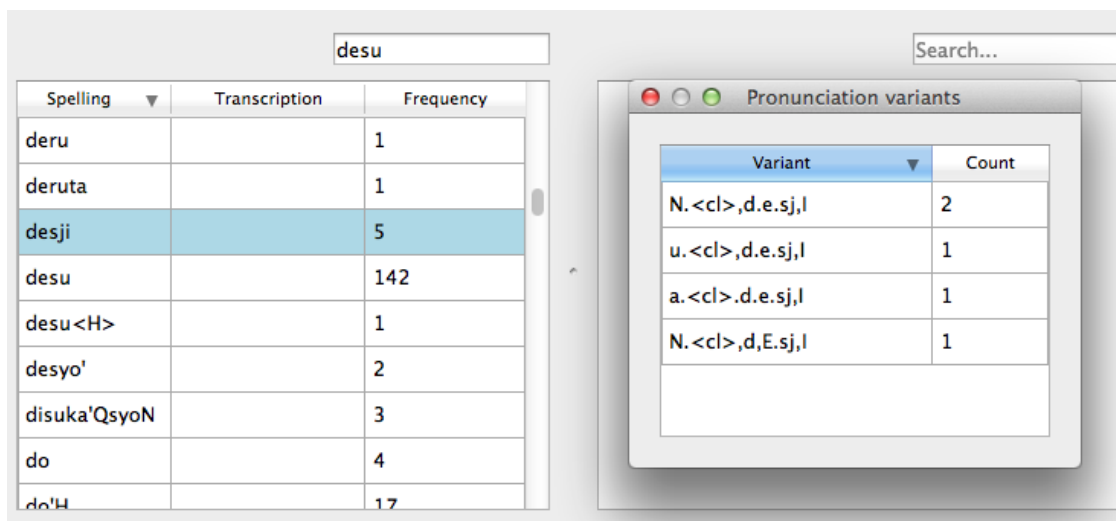 desu
Search...
Spelling Transcription Frequency
deru 1
deruta 1
desji 5
desu 142
desu<H> 1
desyo' 2
disuka'QsyoN 3
do 4
do'H 17
Pronunciation variants
Variant Count
N.<cl>,d.e.sj,I 2
u.<cl>,d.e.sj,I 1
a.<cl>.d.e.sj,I 1
N.<cl>,d,E.sj,I 1